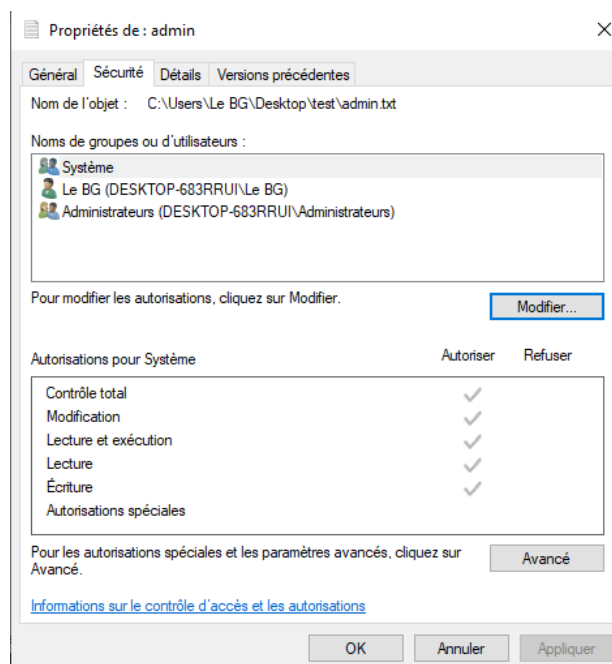 Propriétés de : admin
Général Sécurité Détails Versions précédentes
Nom de l'objet : C:\Users\Le BG\Desktop\test\admin.txt
Noms de groupes ou d'utilisateurs :
Système
Le BG (DESKTOP-683RRUI\Le BG)
Administrateurs (DESKTOP-683RRUI\Administrateurs)
Pour modifier les autorisations, cliquez sur Modifier.
Modifier...
Autorisations pour Système Autoriser Refuser
Contrôle total
Modification
Lecture et exécution
Lecture
Écriture
Autorisations spéciales
Pour les autorisations spéciales et les paramètres avancés, cliquez sur
Avancé.
Avancé
Informations sur le contrôle d'accès et les autorisations
OK Annuler Appliquer